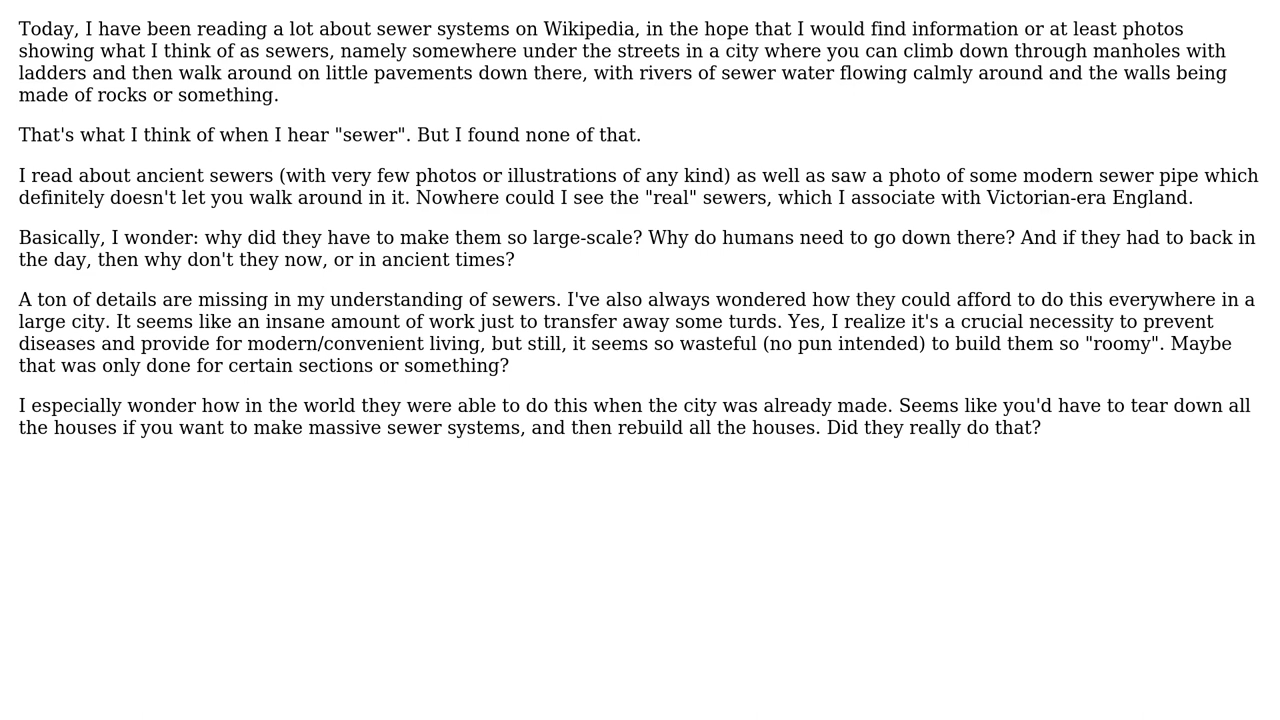 Today, I have been reading a lot about sewer systems on Wikipedia, in the hope that I would find information or at least photos
showing what I think of as sewers, namely somewhere under the streets in a city where you can climb down through manholes with
ladders and then walk around on little pavements down there, with rivers of sewer water flowing calmly around and the walls being
made of rocks or something.
That's what I think of when I hear "sewer". But I found none of that.
I read about ancient sewers (with very few photos or illustrations of any kind) as well as saw a photo of some modern sewer pipe which
definitely doesn't let you walk around in it. Nowhere could I see the "real" sewers, which I associate with Victorian-era England.
Basically, I wonder: why did they have to make them so large-scale? Why do humans need to go down there? And if they had to back in
the day, then why don't they now, or in ancient times?
A ton of details are missing in my understanding of sewers. I've also always wondered how they could afford to do this everywhere in a
large city. It seems like an insane amount of work just to transfer away some turds. Yes, I realize it's a crucial necessity to prevent
diseases and provide for modern/convenient living, but still, it seems so wasteful (no pun intended) to build them so "roomy". Maybe
that was only done for certain sections or something?
I especially wonder how in the world they were able to do this when the city was already made. Seems like you'd have to tear down all
the houses if you want to make massive sewer systems, and then rebuild all the houses. Did they really do that?